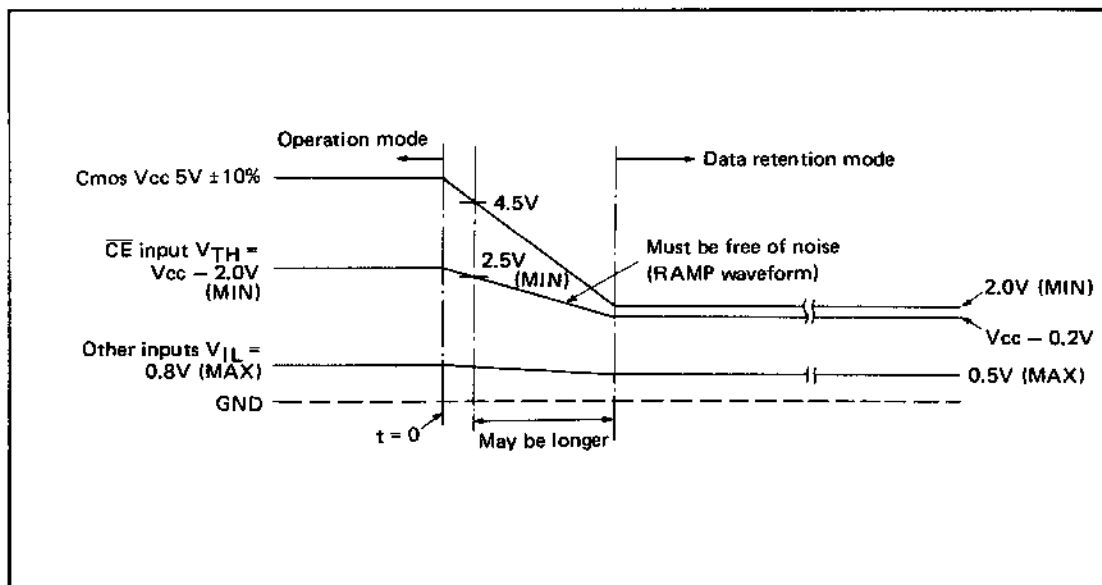 Operation mode
Data retention mode
Cmos Vcc 5V ±10%
4.5V
CE input VTH =
Vcc – 2.0V
(MIN)
2.5V
(MIN)
Must be free of noise
(RAMP waveform)
2.0V (MIN)
Vcc – 0.2V
Other inputs VIL =
0.8V (MAX)
0.5V (MAX)
GND
t = 0
May be longer